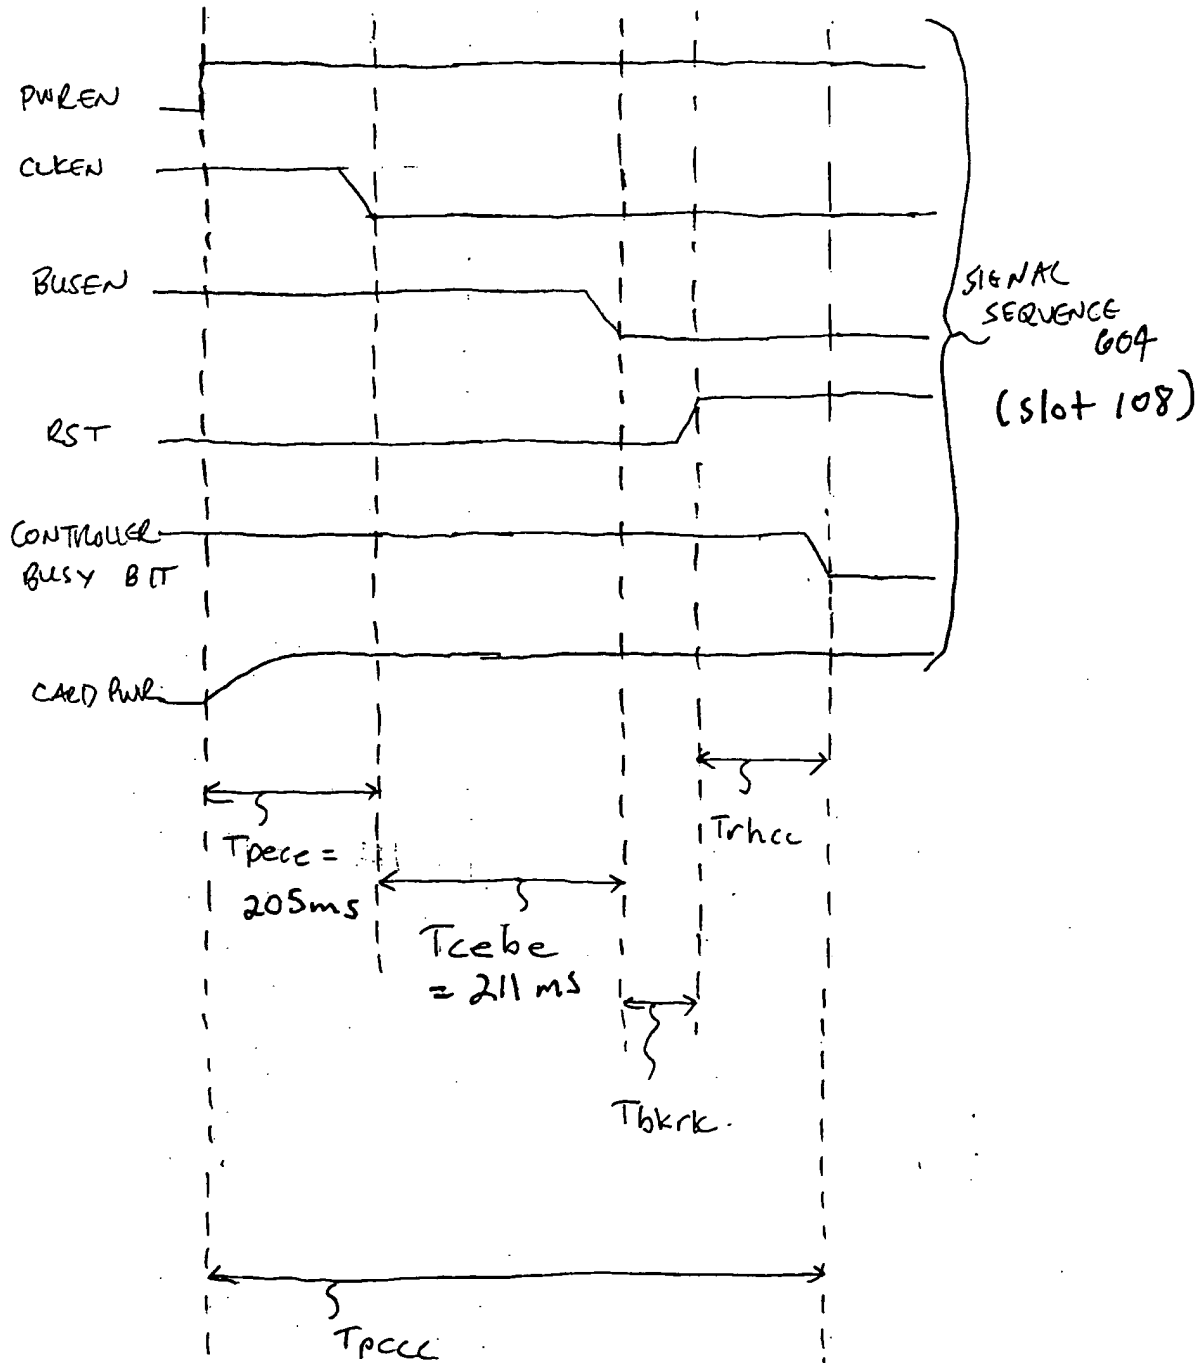 PWREN
CLKEN
BUSEN
SIGNAL
SEQUENCE
604
(slot 108)
RST
CONTROLLER
BUSY BIT
CARD PWR
Trhcc
Tpece =
205ms
Tcebe
= 211 ms
Tbkrk.
Tpccc